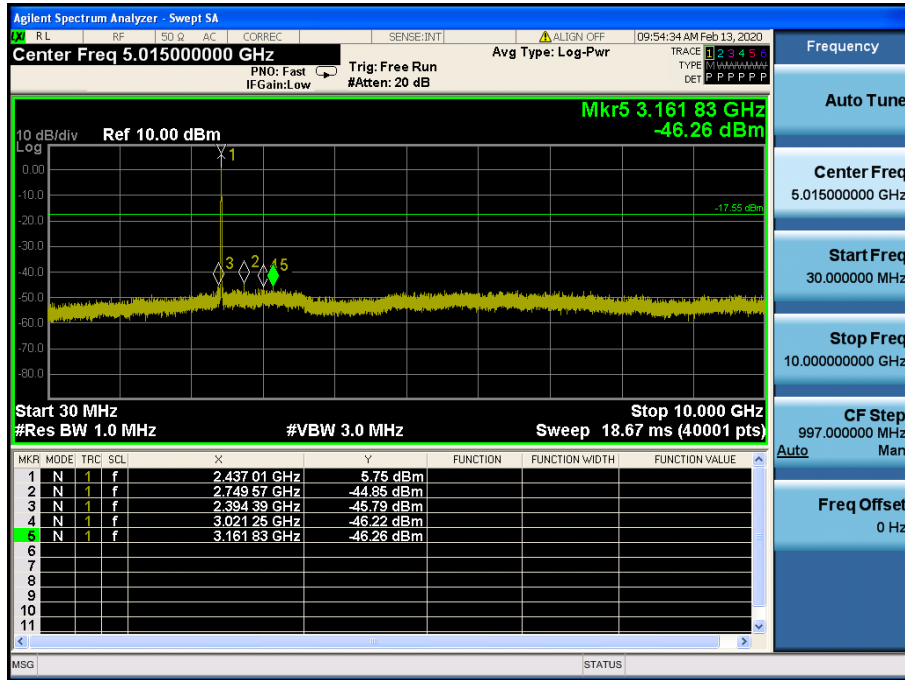 Agilent Spectrum Analyzer - Swept SA
LXI RL RF 50 Ω AC CORREC SENSE:INT ALIGN OFF 09:54:34 AM Feb 13, 2020
Center Freq 5.015000000 GHz
PNO: Fast
IFGain:Low
Trig: Free Run
#Atten: 20 dB
Avg Type: Log-Pwr
TRACE 1 2 3 4 5 6
TYPE M WWWWW
DET P P P P P P
Frequency
Auto Tune
Center Freq
5.015000000 GHz
Start Freq
30.000000 MHz
Stop Freq
10.000000000 GHz
CF Step
997.000000 MHz
Auto Man
Freq Offset
0 Hz
Mkr5 3.161 83 GHz
-46.26 dBm
10 dB/div Ref 10.00 dBm
Log
0.00
-10.0
-20.0
-30.0
-40.0
-50.0
-60.0
-70.0
-80.0
1
-17.55 dBm
3 2 4 5
Start 30 MHz Stop 10.000 GHz
#Res BW 1.0 MHz #VBW 3.0 MHz Sweep 18.67 ms (40001 pts)
MKR MODE TRC SCL X Y FUNCTION FUNCTION WIDTH FUNCTION VALUE
1 N 1 f 2.437 01 GHz 5.75 dBm
2 N 1 f 2.749 57 GHz -44.85 dBm
3 N 1 f 2.394 39 GHz -45.79 dBm
4 N 1 f 3.021 25 GHz -46.22 dBm
5 N 1 f 3.161 83 GHz -46.26 dBm
6
7
8
9
10
11
MSG STATUS